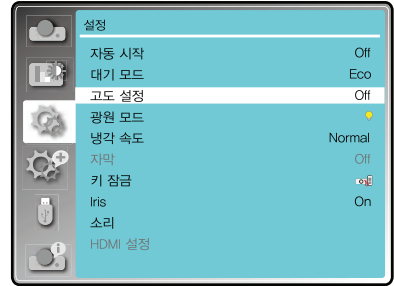 설정
자동 시작 Off
대기 모드 Eco
고도 설정 Off
광원 모드
냉각 속도 Normal
자막 Off
키 잠금
Iris On
소리
HDMI 설정